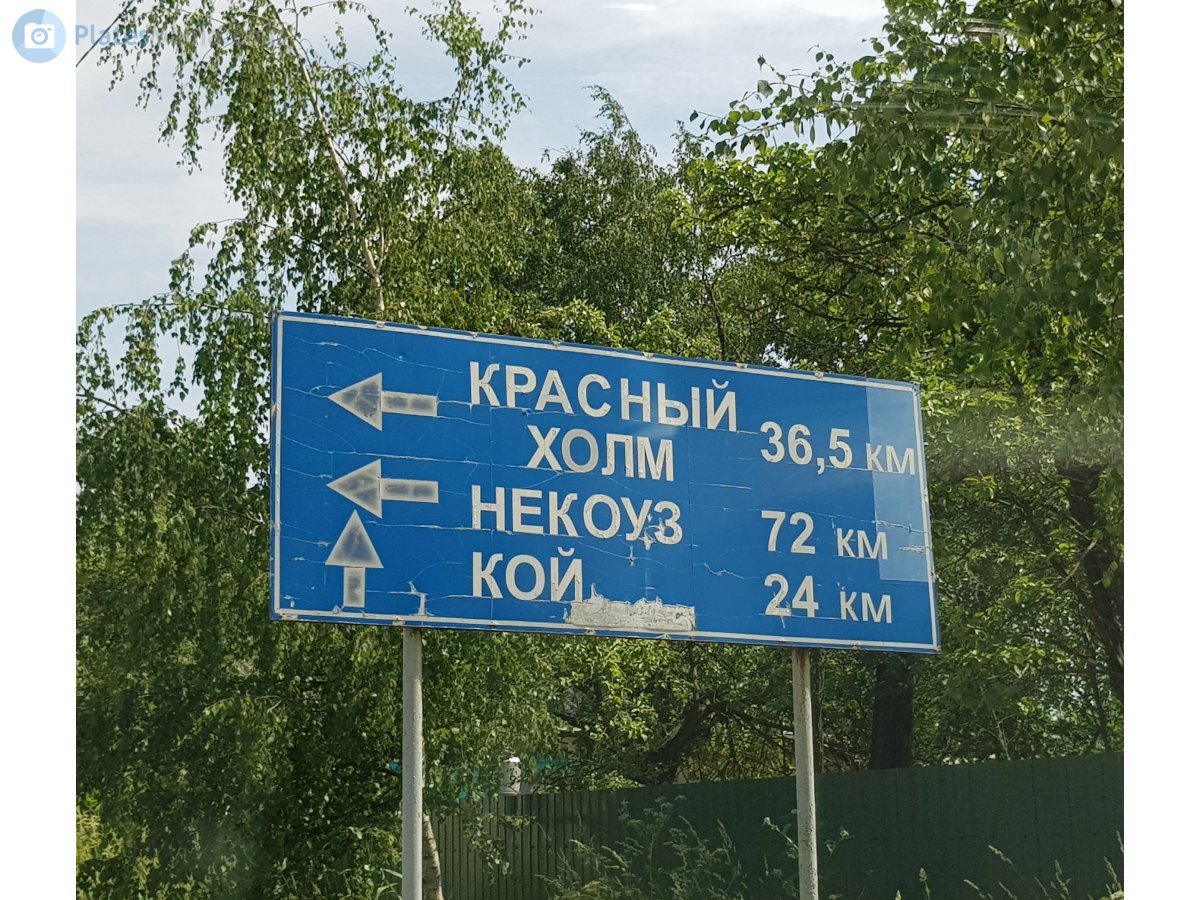 КРАСНЫЙ
ХОЛМ 36,5 км
НЕКОУЗ 72 км
КОЙ 24 км